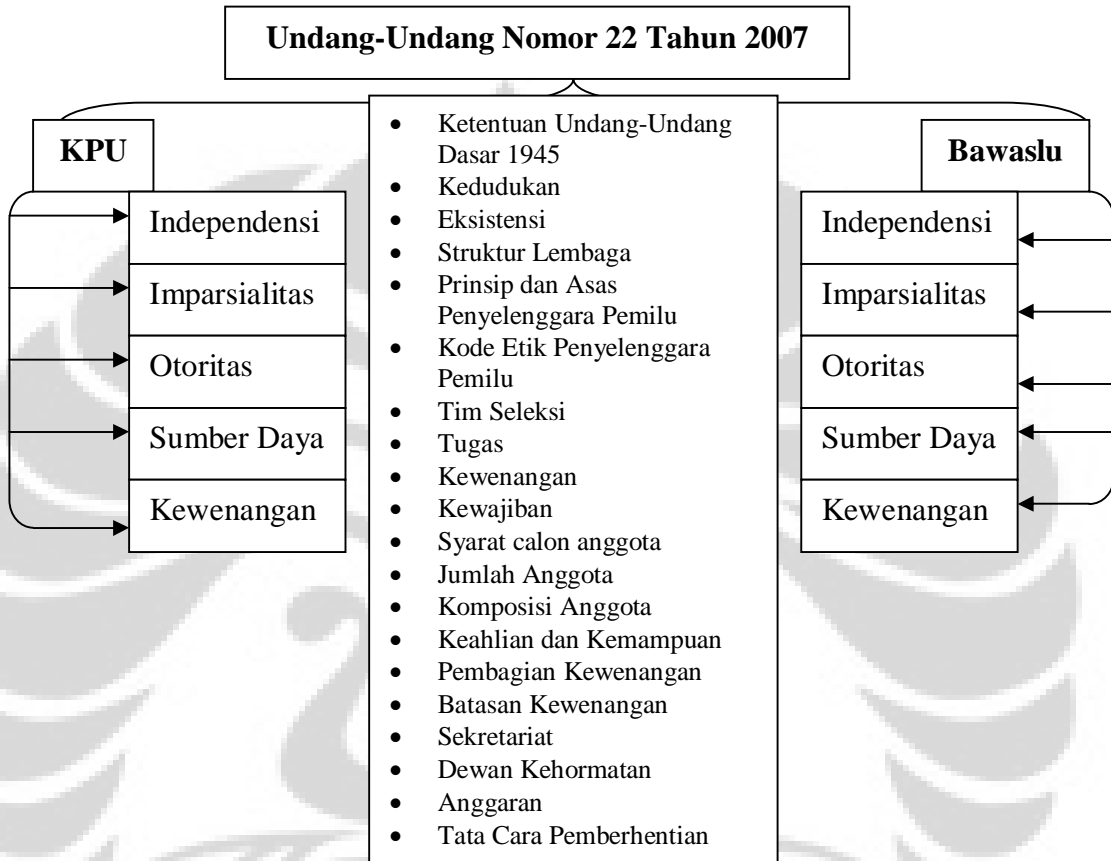 Undang-Undang Nomor 22 Tahun 2007
KPU
Independensi
Imparsialitas
Otoritas
Sumber Daya
Kewenangan
• Ketentuan Undang-Undang
Dasar 1945
• Kedudukan
• Eksistensi
• Struktur Lembaga
• Prinsip dan Asas
Penyelenggara Pemilu
• Kode Etik Penyelenggara
Pemilu
• Tim Seleksi
• Tugas
• Kewenangan
• Kewajiban
• Syarat calon anggota
• Jumlah Anggota
• Komposisi Anggota
• Keahlian dan Kemampuan
• Pembagian Kewenangan
• Batasan Kewenangan
• Sekretariat
• Dewan Kehormatan
• Anggaran
• Tata Cara Pemberhentian
Bawaslu
Independensi
Imparsialitas
Otoritas
Sumber Daya
Kewenangan